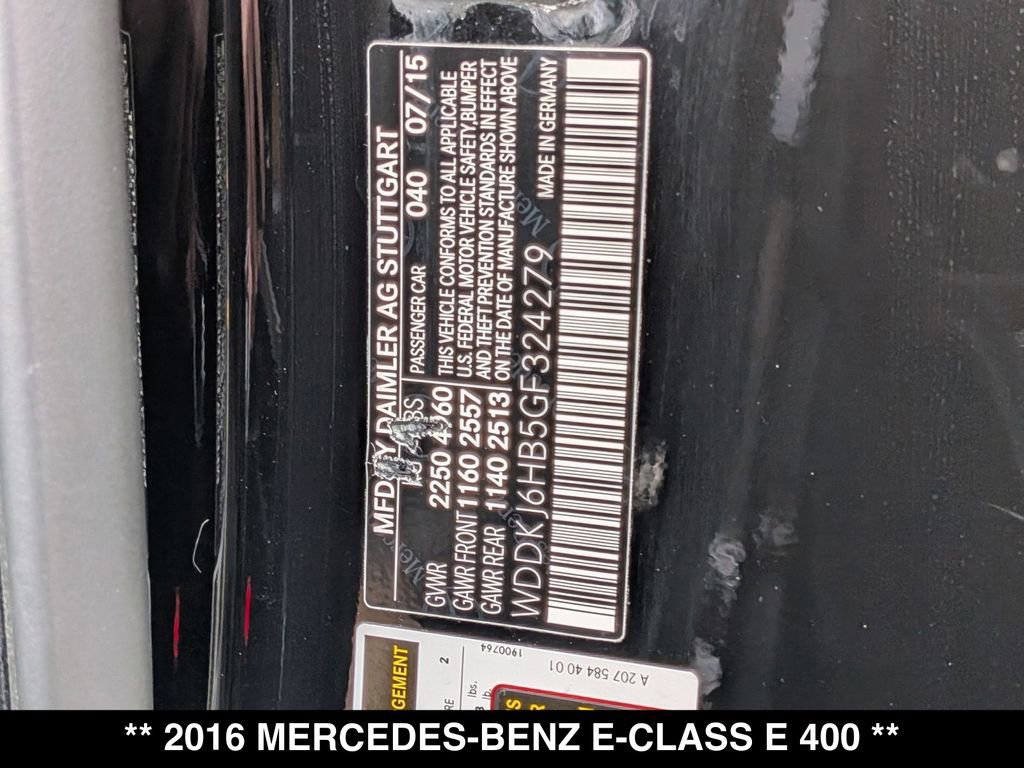 MFD BY DAIMLER AG STUTTGART
PASSENGER CAR 040 07/15
GVWR 2250 4960
GAWR FRONT 1160 2557
GAWR REAR 1140 2513
THIS VEHICLE CONFORMS TO ALL APPLICABLE
U.S. FEDERAL MOTOR VEHICLE SAFETY, BUMPER
AND THEFT PREVENTION STANDARDS IN EFFECT
ON THE DATE OF MANUFACTURE SHOWN ABOVE
WDDKJ6HB5GF324279
MADE IN GERMANY
2
lbs.
A 207 584 40 01
1900764
** 2016 MERCEDES-BENZ E-CLASS E 400 **